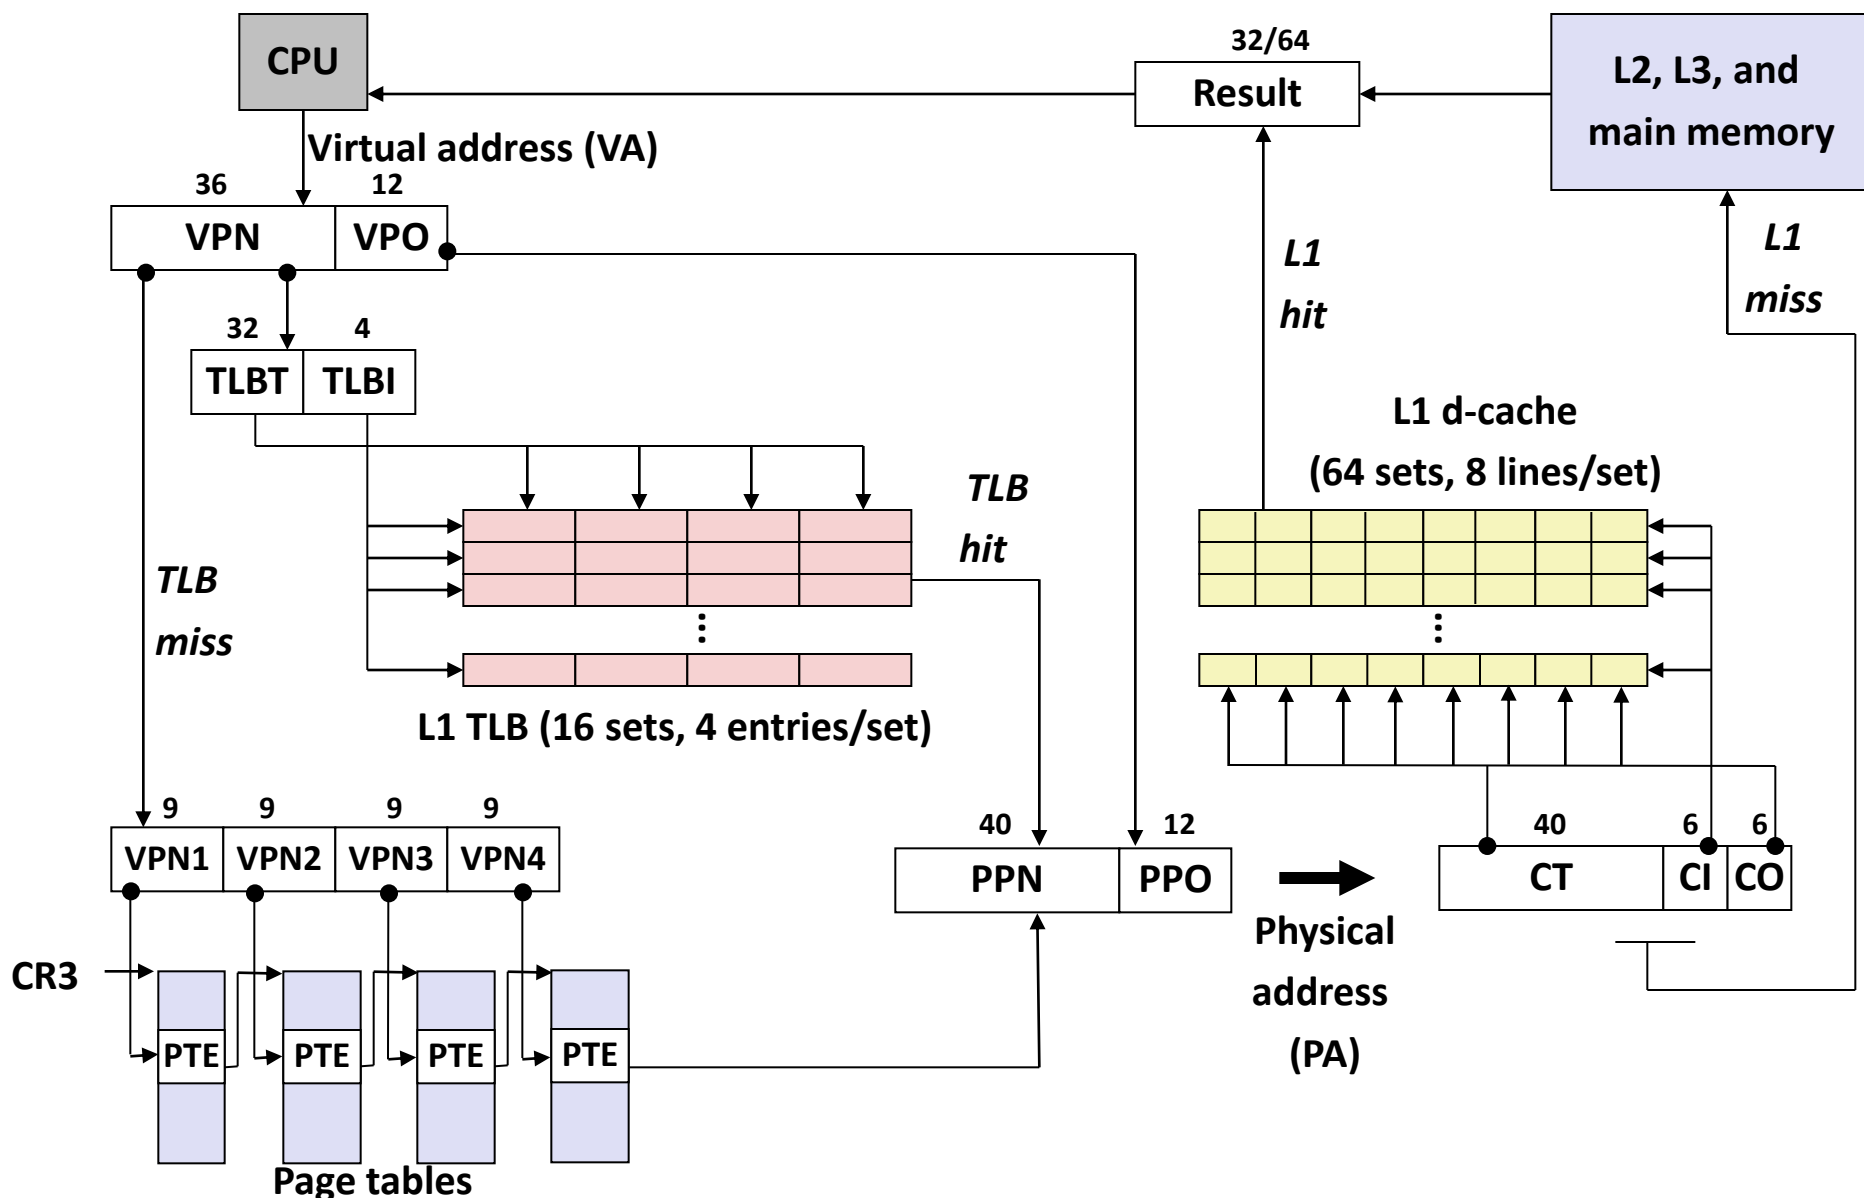 CPU
32/64
Result
L2, L3, and
main memory
Virtual address (VA)
36
12
VPN
VPO
L1
hit
L1
miss
32
4
TLBT
TLBI
L1 d-cache
(64 sets, 8 lines/set)
TLB
hit
TLB
miss
...
...
L1 TLB (16 sets, 4 entries/set)
9
9
9
9
VPN1
VPN2
VPN3
VPN4
40
12
PPN
PPO
40
6
6
CT
CI
CO
Physical
address
(PA)
CR3
PTE
PTE
PTE
PTE
Page tables